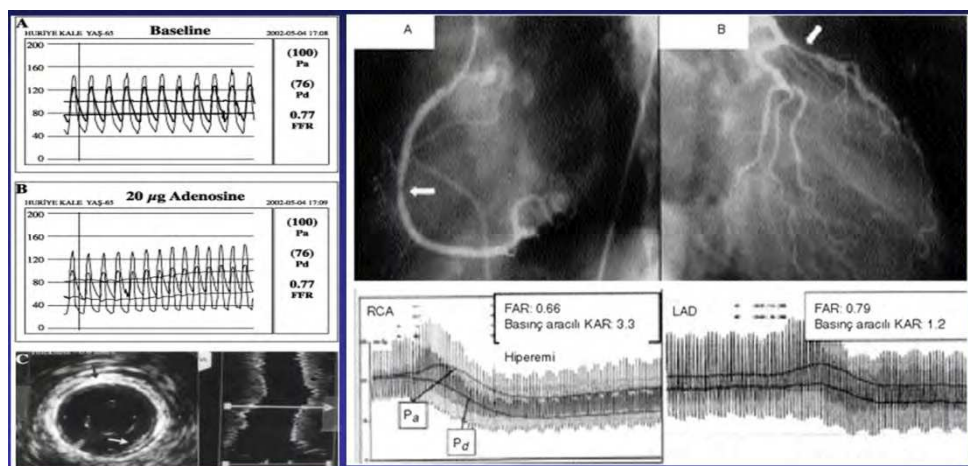 A
Baseline
HURİYE KALE YAŞ-65
2002-05-04 17:08
200
160
120
80
40
0
(100)
Pa
(76)
Pd
0.77
FFR
B
20 µg Adenosine
HURİYE KALE YAŞ-65
2002-05-04 17:09
200
160
120
80
40
0
(100)
Pa
(76)
Pd
0.77
FFR
C
A
B
RCA
FAR: 0.66
Basınç aracılı KAR: 3.3
Hiperemi
Pa
Pd
LAD
FAR: 0.79
Basınç aracılı KAR: 1.2